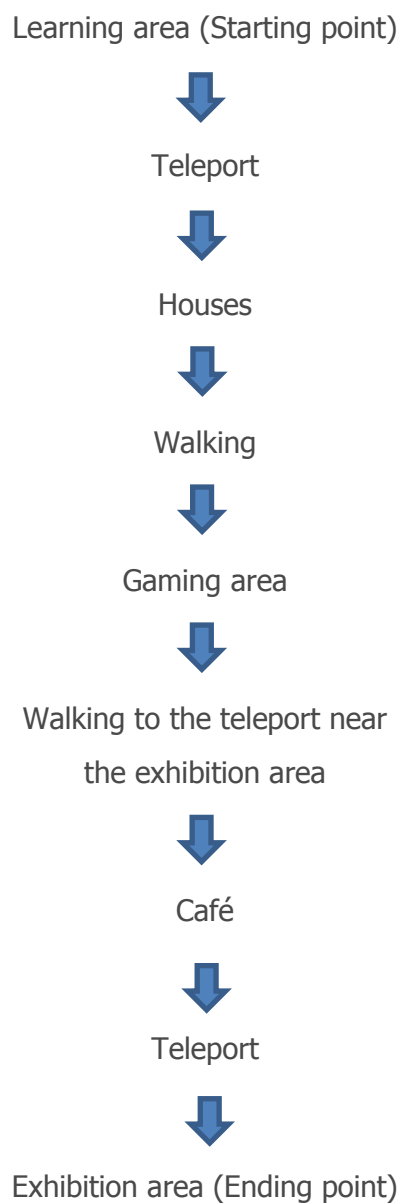 Learning area (Starting point)
Teleport
Houses
Walking
Gaming area
Walking to the teleport near
the exhibition area
Café
Teleport
Exhibition area (Ending point)